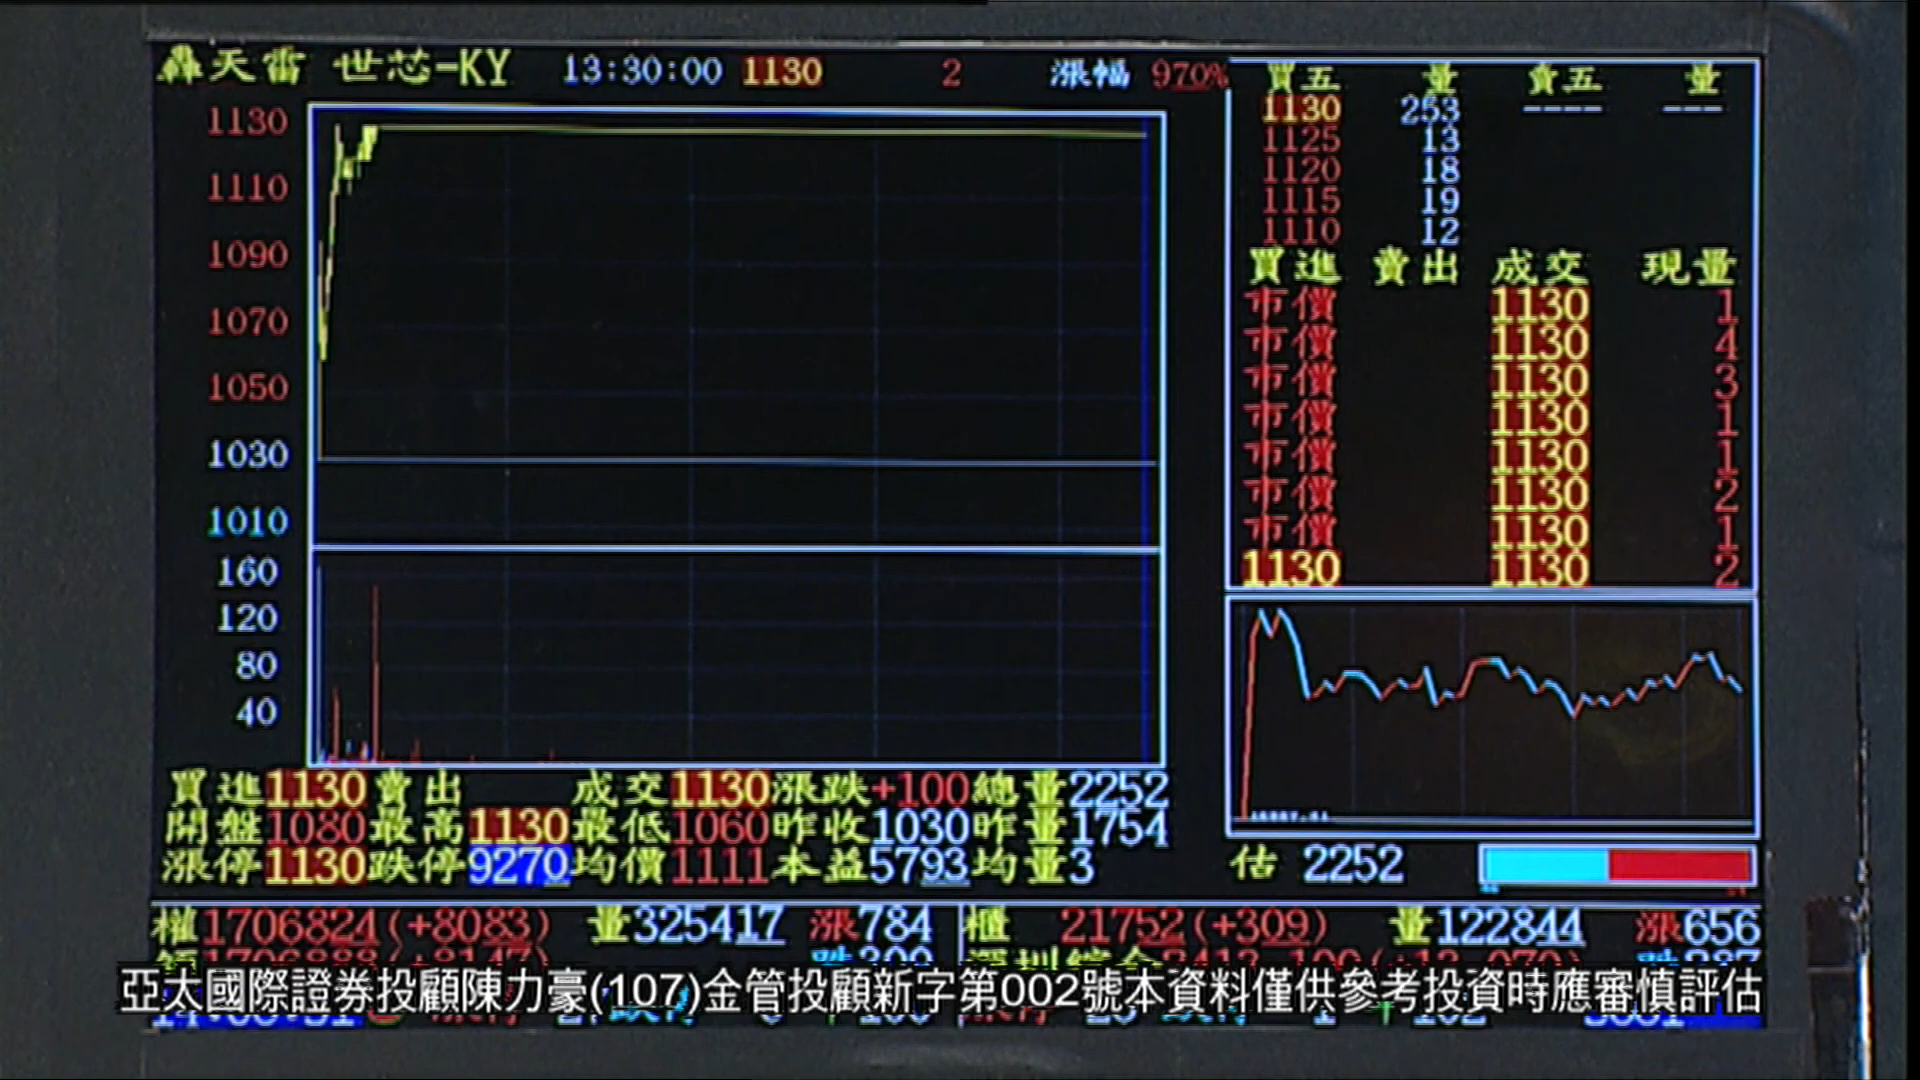 轟天雷 世芯-KY 13:30:00 1130 2 漲幅 970%
1130
1110
1090
1070
1050
1030
1010
160
120
80
40
買五 量 賣五 量
1130 253 ---- ---
1125 13
1120 18
1115 19
1110 12
買進 賣出 成交 現量
市價 1130 1
市價 1130 4
市價 1130 3
市價 1130 1
市價 1130 1
市價 1130 2
市價 1130 1
1130 1130 2
估 2252
買進1130賣出 成交1130漲跌+100總量2252
開盤1080最高1130最低1060昨收1030昨量1754
漲停1130跌停9270均價1111本益5793均量3
權1706824(+8083) 量325417 漲784
櫃 21752(+309) 量122844 漲656
亞太國際證券投顧陳力豪(107)金管投顧新字第002號本資料僅供參考投資時應審慎評估